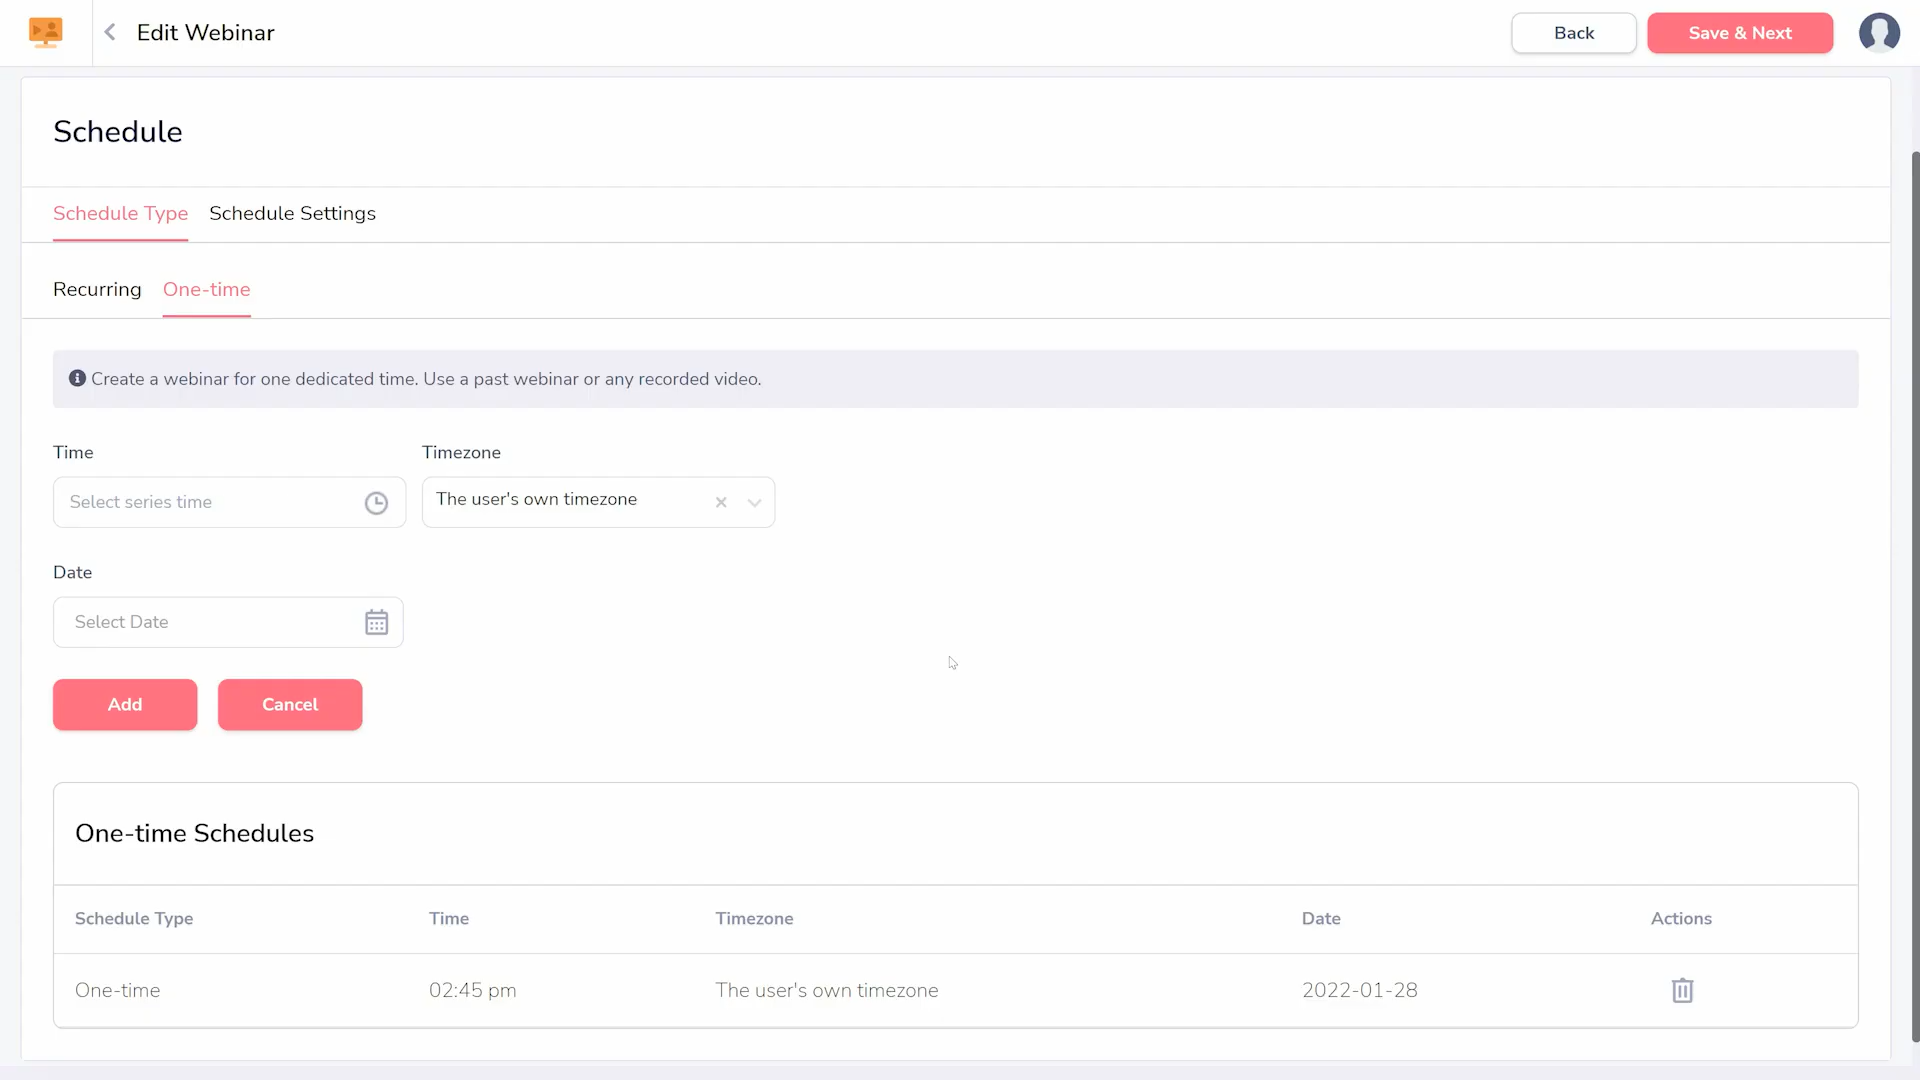 Edit Webinar
Back
Save & Next
Schedule
Schedule Type
Schedule Settings
Recurring
One-time
Create a webinar for one dedicated time. Use a past webinar or any recorded video.
Time
Timezone
Select series time
The user's own timezone
Date
Select Date
Add
Cancel
One-time Schedules
Schedule Type
Time
Timezone
Date
Actions
One-time
02:45 pm
The user's own timezone
2022-01-28